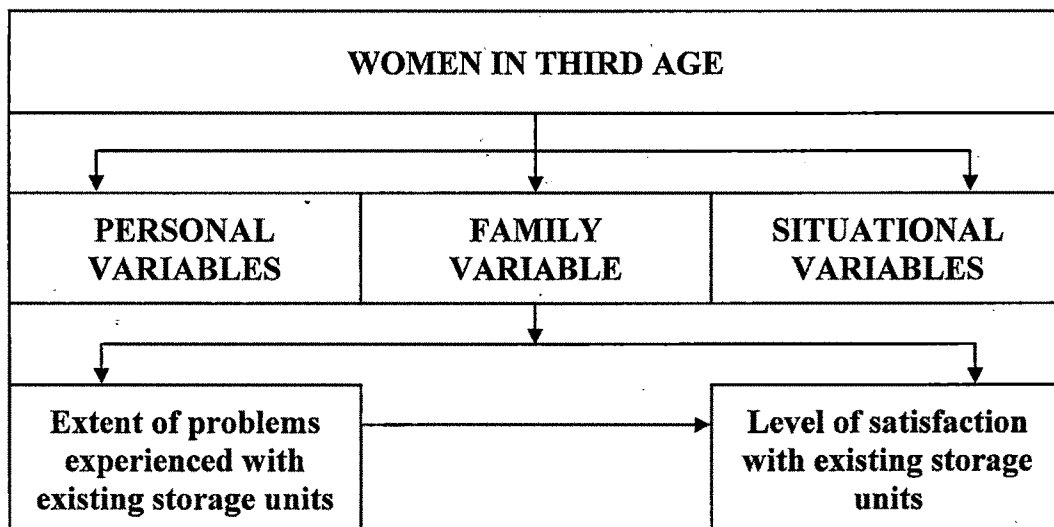 WOMEN IN THIRD AGE
PERSONAL
VARIABLES
FAMILY
VARIABLE
SITUATIONAL
VARIABLES
Extent of problems
experienced with
existing storage units
Level of satisfaction
with existing storage
units